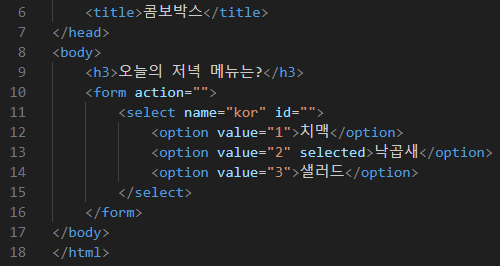 6 <title>콤보박스</title>
7 </head>
8 <body>
9 <h3>오늘의 저녁 메뉴는?</h3>
10 <form action="">
11 <select name="kor" id="">
12 <option value="1">치맥</option>
13 <option value="2" selected>낙곱새</option>
14 <option value="3">샐러드</option>
15 </select>
16 </form>
17 </body>
18 </html>